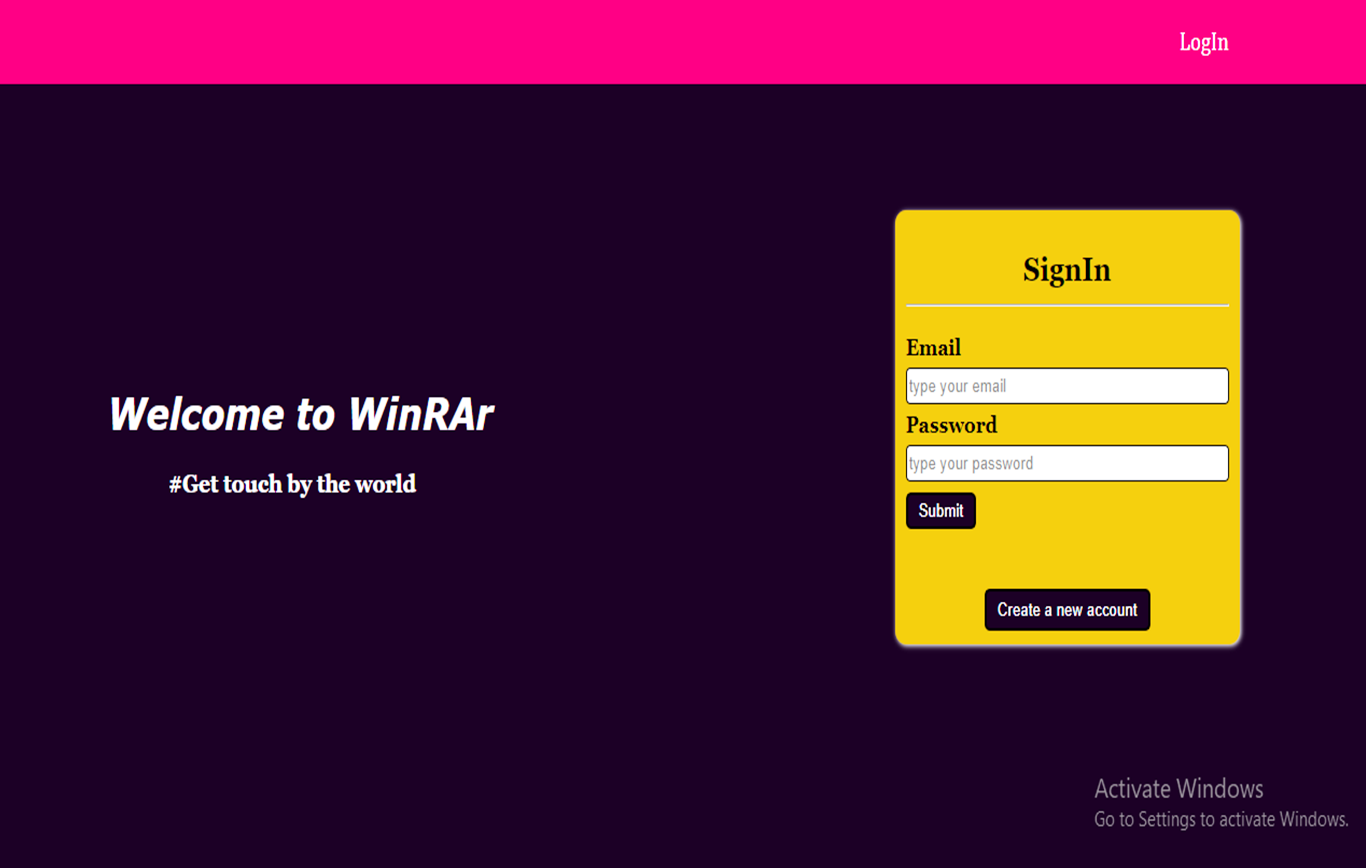 LogIn
Welcome to WinRAr
#Get touch by the world
SignIn
Email
type your email
Password
type your password
Submit
Create a new account
Activate Windows
Go to Settings to activate Windows.